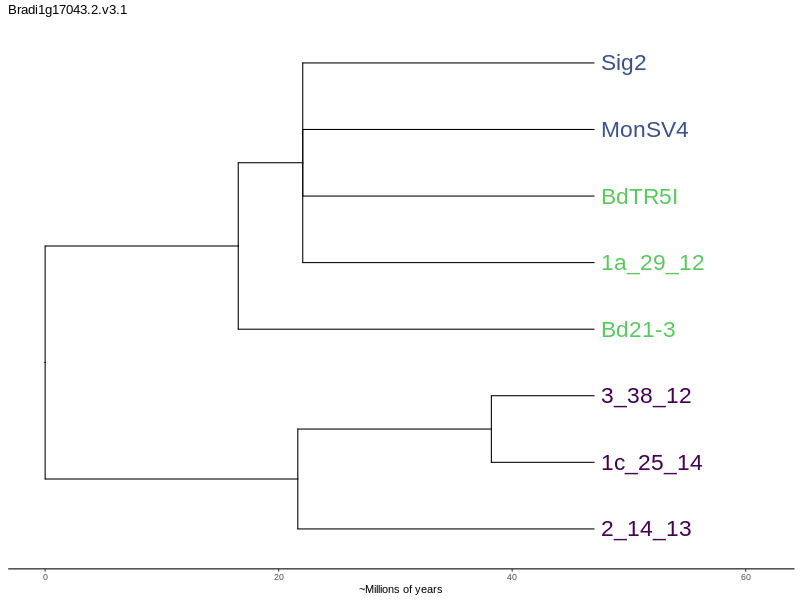 Bradi1g17043.2.v3.1
Sig2
MonSV4
BdTR5I
1a_29_12
Bd21-3
3_38_12
1c_25_14
2_14_13
0 20 40 60
~Millions of years